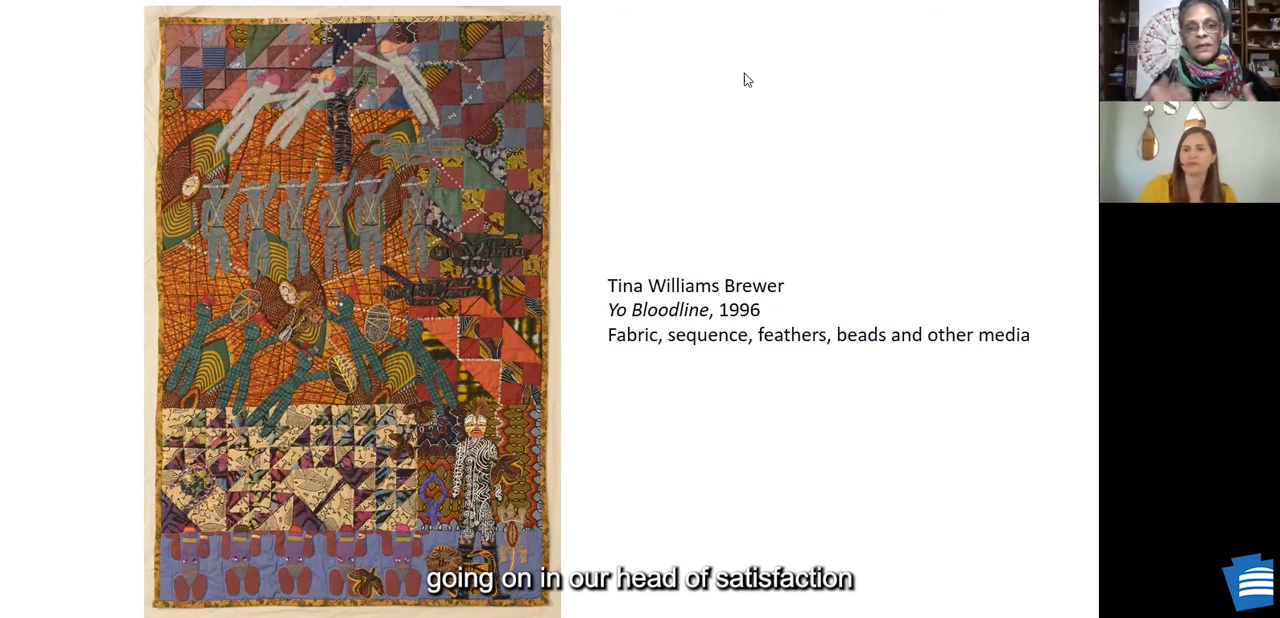 Tina Williams Brewer
Yo Bloodline, 1996
Fabric, sequence, feathers, beads and other media
going on in our head of satisfaction